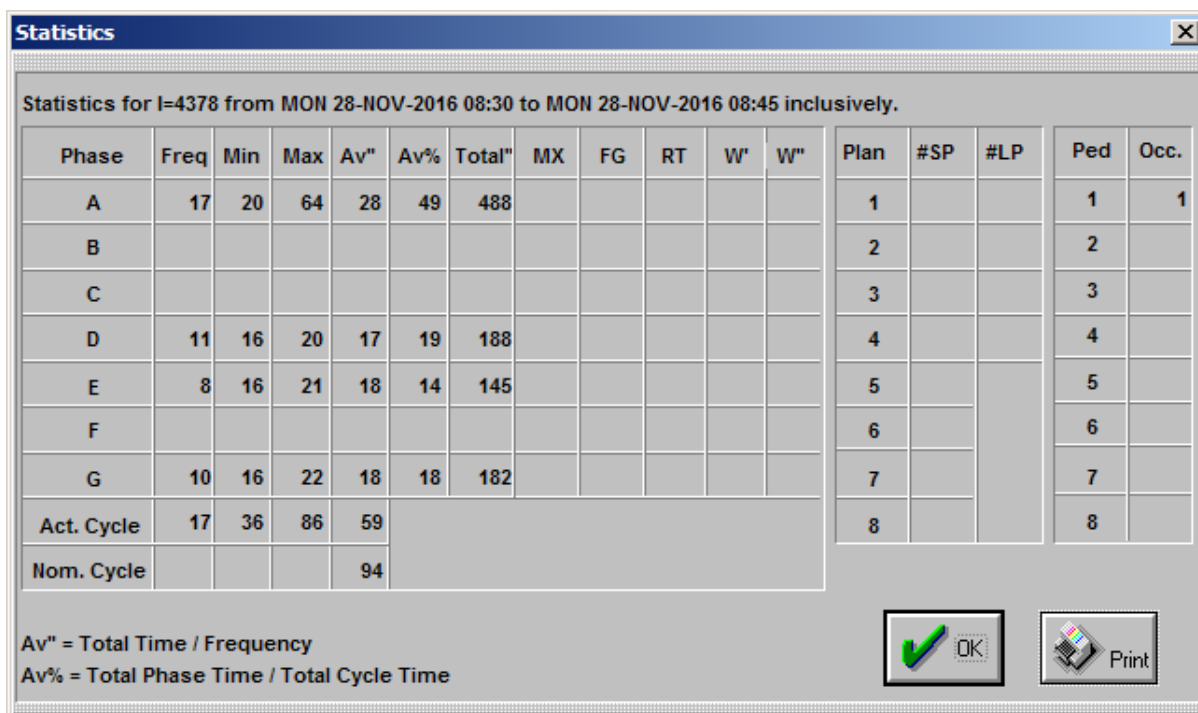 Statistics
Statistics for I=4378 from MON 28-NOV-2016 08:30 to MON 28-NOV-2016 08:45 inclusively.
Phase Freq Min Max Av" Av% Total" MX FG RT W' W" Plan #SP #LP Ped Occ.
A 17 20 64 28 49 488 1 1 1
B 2 2
C 3 3
D 11 16 20 17 19 188 4 4
E 8 16 21 18 14 145 5 5
F 6 6
G 10 16 22 18 18 182 7 7
Act. Cycle 17 36 86 59 8 8
Nom. Cycle 94
Av" = Total Time / Frequency
Av% = Total Phase Time / Total Cycle Time
OK Print